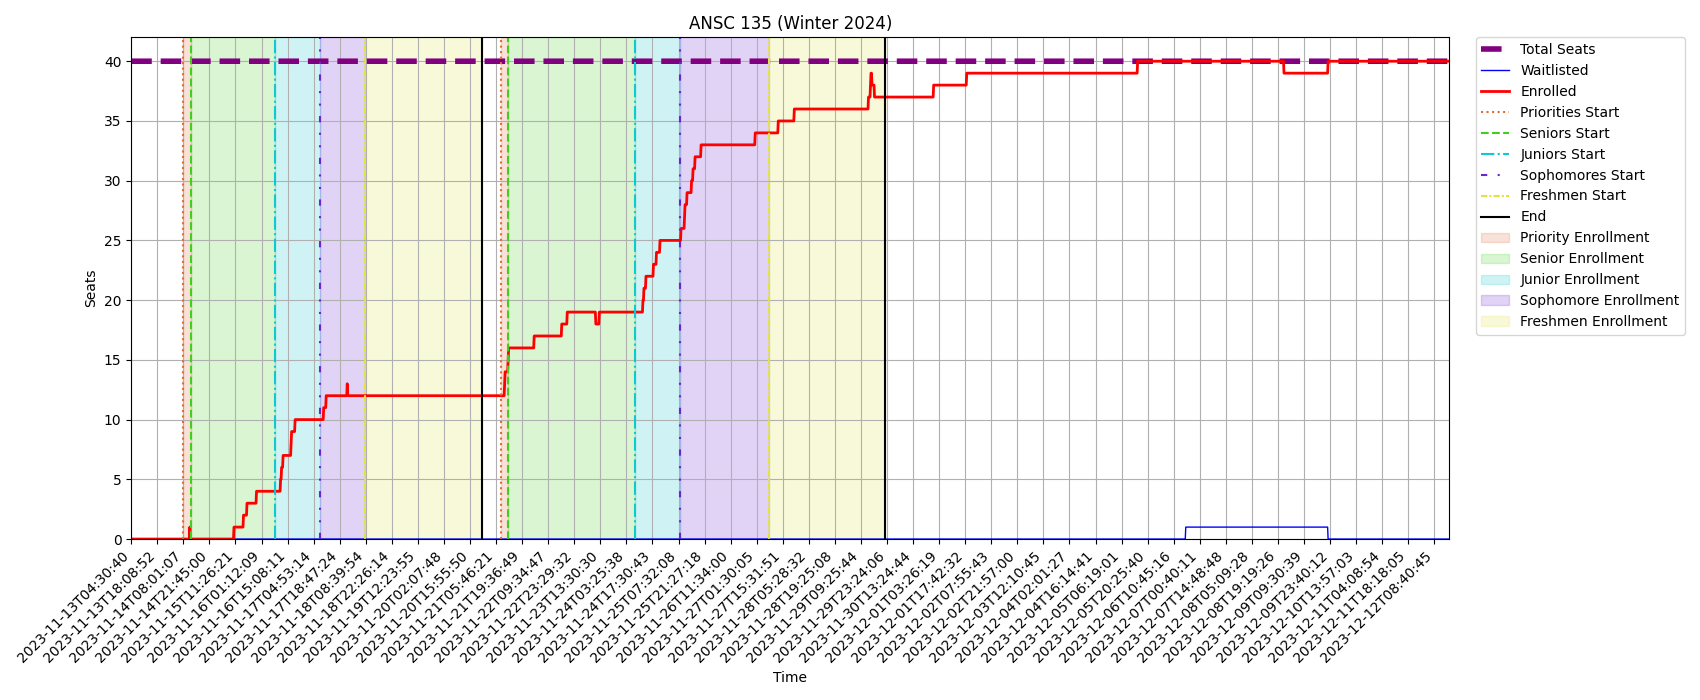 ANSC 135 (Winter 2024)
Seats
40
35
30
25
20
15
10
5
0
2023-11-13T04:30:40
2023-11-13T18:08:52
2023-11-14T08:01:07
2023-11-14T21:45:00
2023-11-15T11:26:21
2023-11-16T01:12:09
2023-11-16T15:08:11
2023-11-17T04:53:14
2023-11-17T18:47:24
2023-11-18T08:39:54
2023-11-18T22:26:14
2023-11-19T12:23:55
2023-11-20T02:07:48
2023-11-20T15:55:50
2023-11-21T05:46:21
2023-11-21T19:36:49
2023-11-22T09:34:47
2023-11-22T23:29:32
2023-11-23T13:30:30
2023-11-24T03:25:38
2023-11-24T17:30:43
2023-11-25T07:32:08
2023-11-25T21:27:18
2023-11-26T11:34:00
2023-11-27T01:30:05
2023-11-27T15:31:51
2023-11-28T05:28:32
2023-11-28T19:25:08
2023-11-29T09:25:44
2023-11-29T23:24:06
2023-11-30T13:24:44
2023-12-01T03:26:19
2023-12-01T17:42:32
2023-12-02T07:55:43
2023-12-02T21:57:00
2023-12-03T12:10:45
2023-12-04T02:01:27
2023-12-04T16:14:41
2023-12-05T06:19:01
2023-12-05T20:25:40
2023-12-06T10:45:16
2023-12-07T00:40:11
2023-12-07T14:48:48
2023-12-08T05:09:28
2023-12-08T19:19:26
2023-12-09T09:30:39
2023-12-09T23:40:12
2023-12-10T13:57:03
2023-12-11T04:08:54
2023-12-11T18:18:05
2023-12-12T08:40:45
Time
Total Seats
Waitlisted
Enrolled
Priorities Start
Seniors Start
Juniors Start
Sophomores Start
Freshmen Start
End
Priority Enrollment
Senior Enrollment
Junior Enrollment
Sophomore Enrollment
Freshmen Enrollment